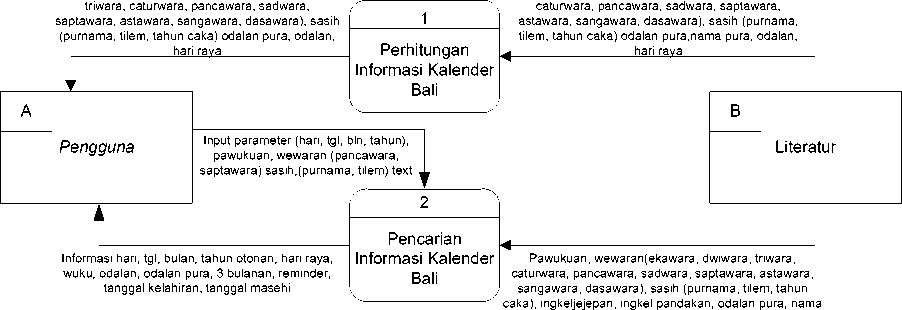 triwara, caturwara, pancawara, sadwara,
saptawara, astawara, sangawara, dasawara), sasih
(purnama, tilem, tahun caka) odalan pura, odalan,
hari raya
1
Perhitungan
Informasi Kalender
Bali
caturwara, pancawara, sadwara, saptawara,
astawara, sangawara, dasawara), sasih (purnama,
tilem, tahun caka) odalan pura,nama pura, odalan,
hari raya
A
Pengguna
Input parameter (hari, tgl, bln, tahun),
pawukuan, wewaran (pancawara,
saptawara) sasih,(purnama, tilem) text
B
Literatur
2
Pencarian
Informasi Kalender
Bali
Informasi hari, tgl, bulan, tahun otonan, hari raya,
wuku, odalan, odalan pura, 3 bulanan, reminder,
tanggal kelahiran, tanggal masehi
Pawukuan, wewaran(ekawara, dwiwara, triwara,
caturwara, pancawara, sadwara, saptawara, astawara,
sangawara, dasawara), sasih (purnama, tilem, tahun
caka), ingkeljejepan, ingkel pandakan, odalan pura, nama